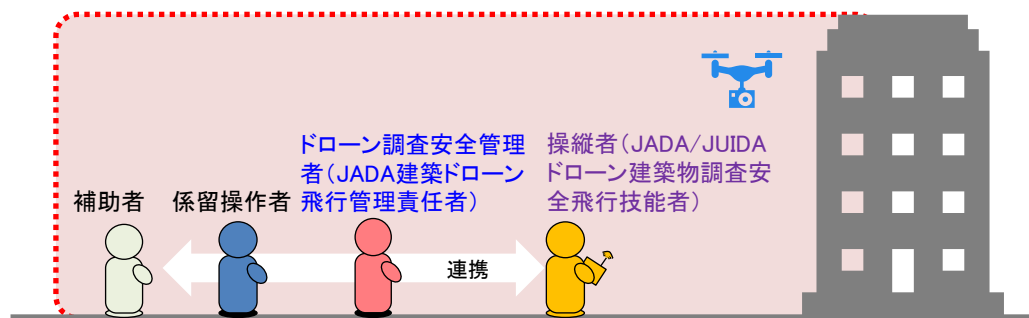 ドローン調査安全管理
者（JADA建築ドローン
飛行管理責任者）
操縦者（JADA/JUIDA
ドローン建築物調査安
全飛行技能者）
補助者
係留操作者
連携